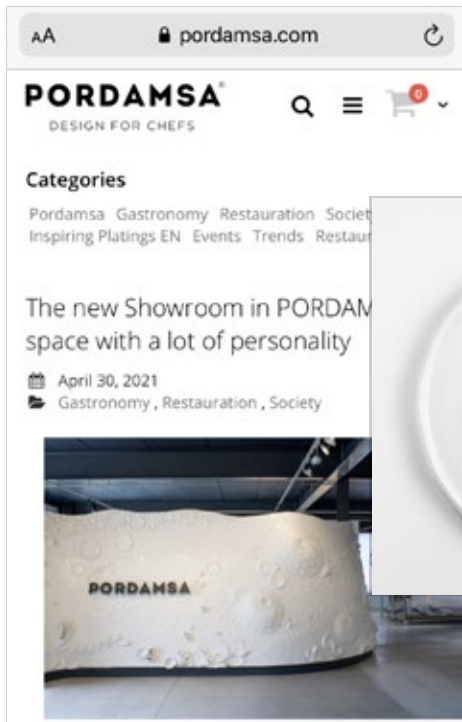 AA pordamsa.com
PORDAMSA®
DESIGN FOR CHEFS
0
Categories
Pordamsa Gastronomy Restauration
Inspiring Platings EN Events Trends
The new Showroom in
space with a lot of personality
April 30, 2021
Gastronomy , Restauration , Society
PORDAMSA